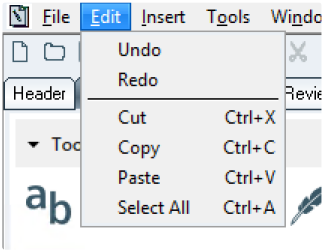 File Edit Insert Tools Windo
Undo
Redo
Header Revie
Cut Ctrl+X
Copy Ctrl+C
Too
Paste Ctrl+V
ab
Select All Ctrl+A